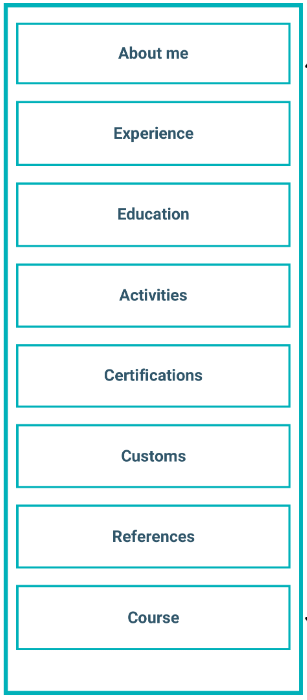 About me
Experience
Education
Activities
Certifications
Customs
References
Course